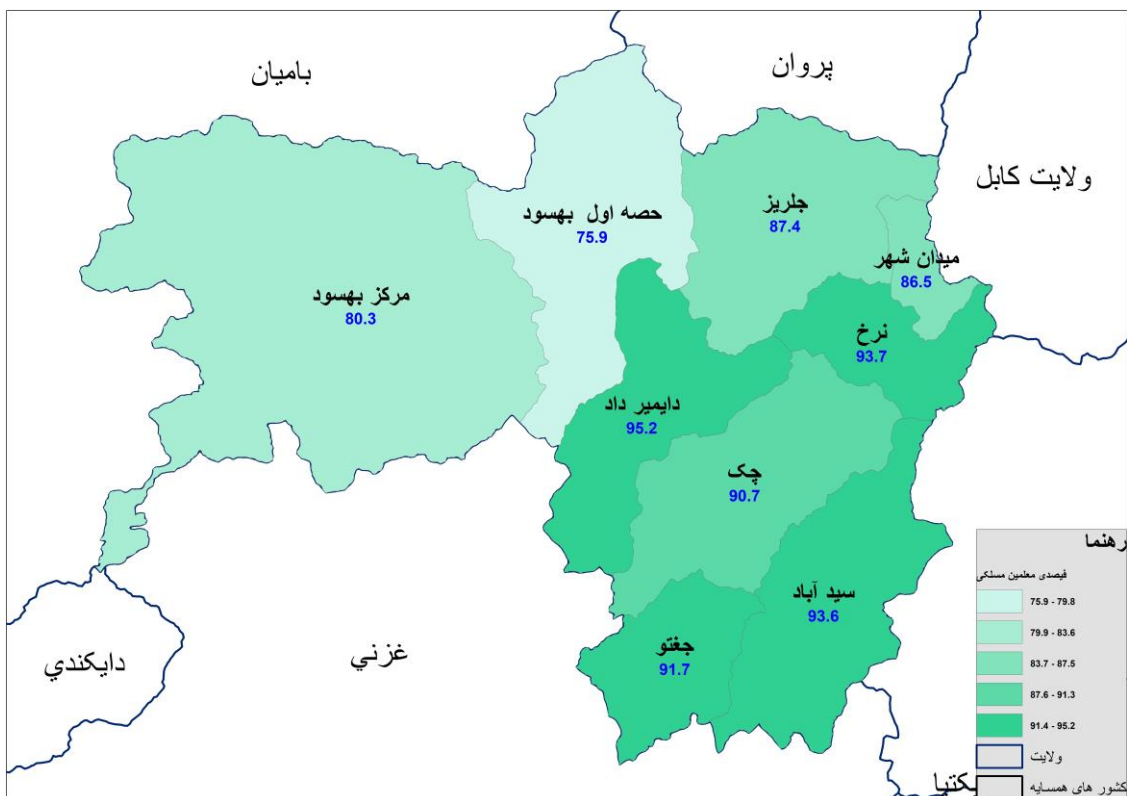 بامیان
پروان
ولایت کابل
جلریز
87.4
حصه اول بهسود
75.9
میدان شهر
86.5
مرکز بهسود
80.3
نرخ
93.7
دایمیر داد
95.2
چک
90.7
سید آباد
93.6
جغتو
91.7
غزني
دایکندي
رهنما
فیصدی معلمین مسلکی
75.9 - 79.8
79.9 - 83.6
83.7 - 87.5
87.6 - 91.3
91.4 - 95.2
ولایت
کشور های همسایه
پکتیا